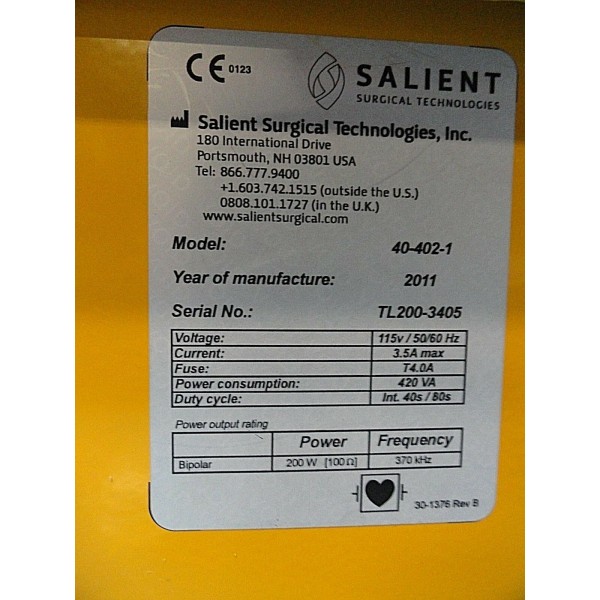 CE 0123
SALIENT
SURGICAL TECHNOLOGIES
Salient Surgical Technologies, Inc.
180 International Drive
Portsmouth, NH 03801 USA
Tel: 866.777.9400
+1.603.742.1515 (outside the U.S.)
0808.101.1727 (in the U.K.)
www.salientsurgical.com
Model: 40-402-1
Year of manufacture: 2011
Serial No.: TL200-3405
Voltage: 115v / 50/60 Hz
Current: 3.5A max
Fuse: T4.0A
Power consumption: 420 VA
Duty cycle: Int. 40s / 80s
Power output rating
Power Frequency
Bipolar 200 W [100Ω] 370 kHz
30-1376 Rev B